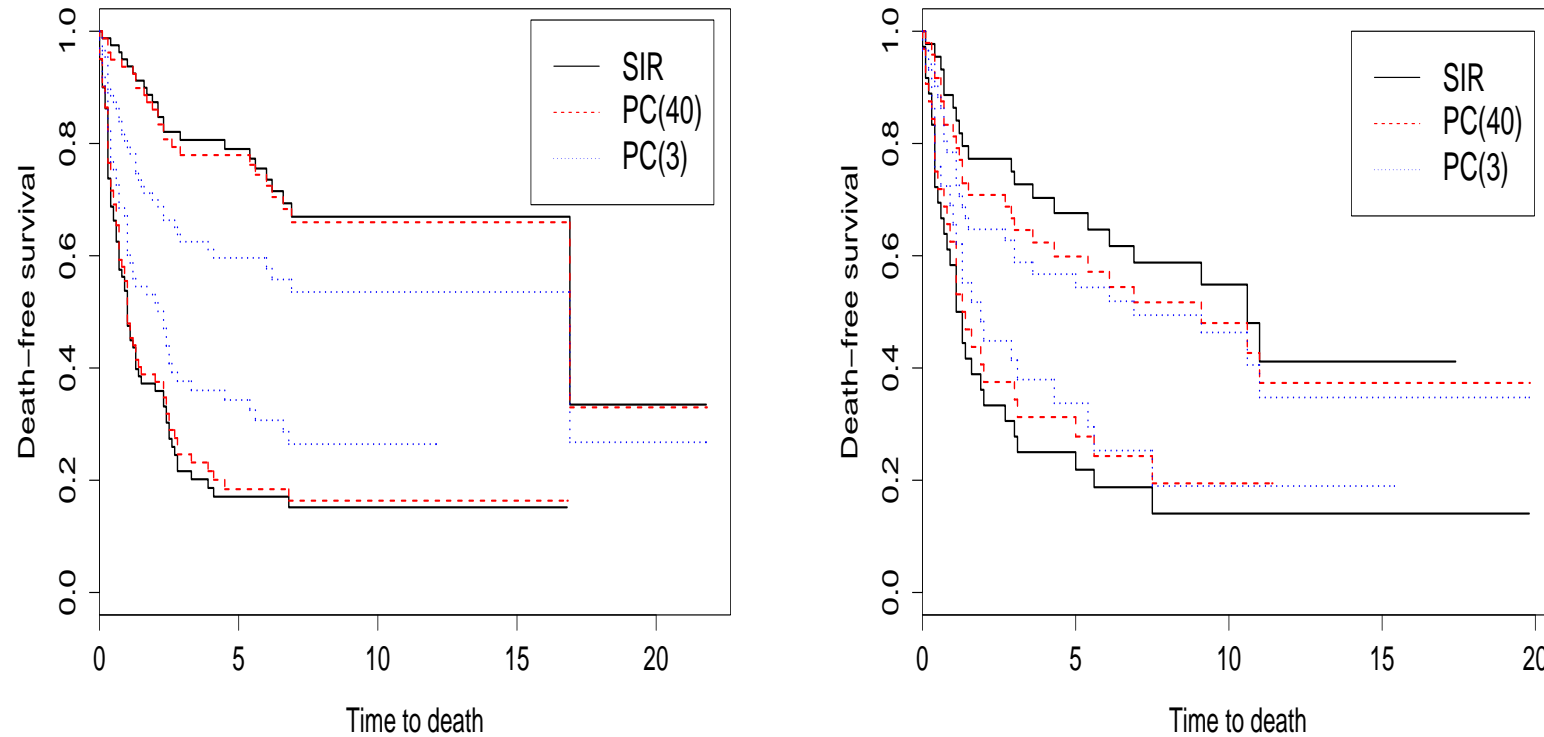 Death−free survival
1.0
0.8
0.6
0.4
0.2
0.0
SIR
PC(40)
PC(3)
0 5 10 15 20
Time to death
Death−free survival
1.0
0.8
0.6
0.4
0.2
0.0
SIR
PC(40)
PC(3)
0 5 10 15 20
Time to death